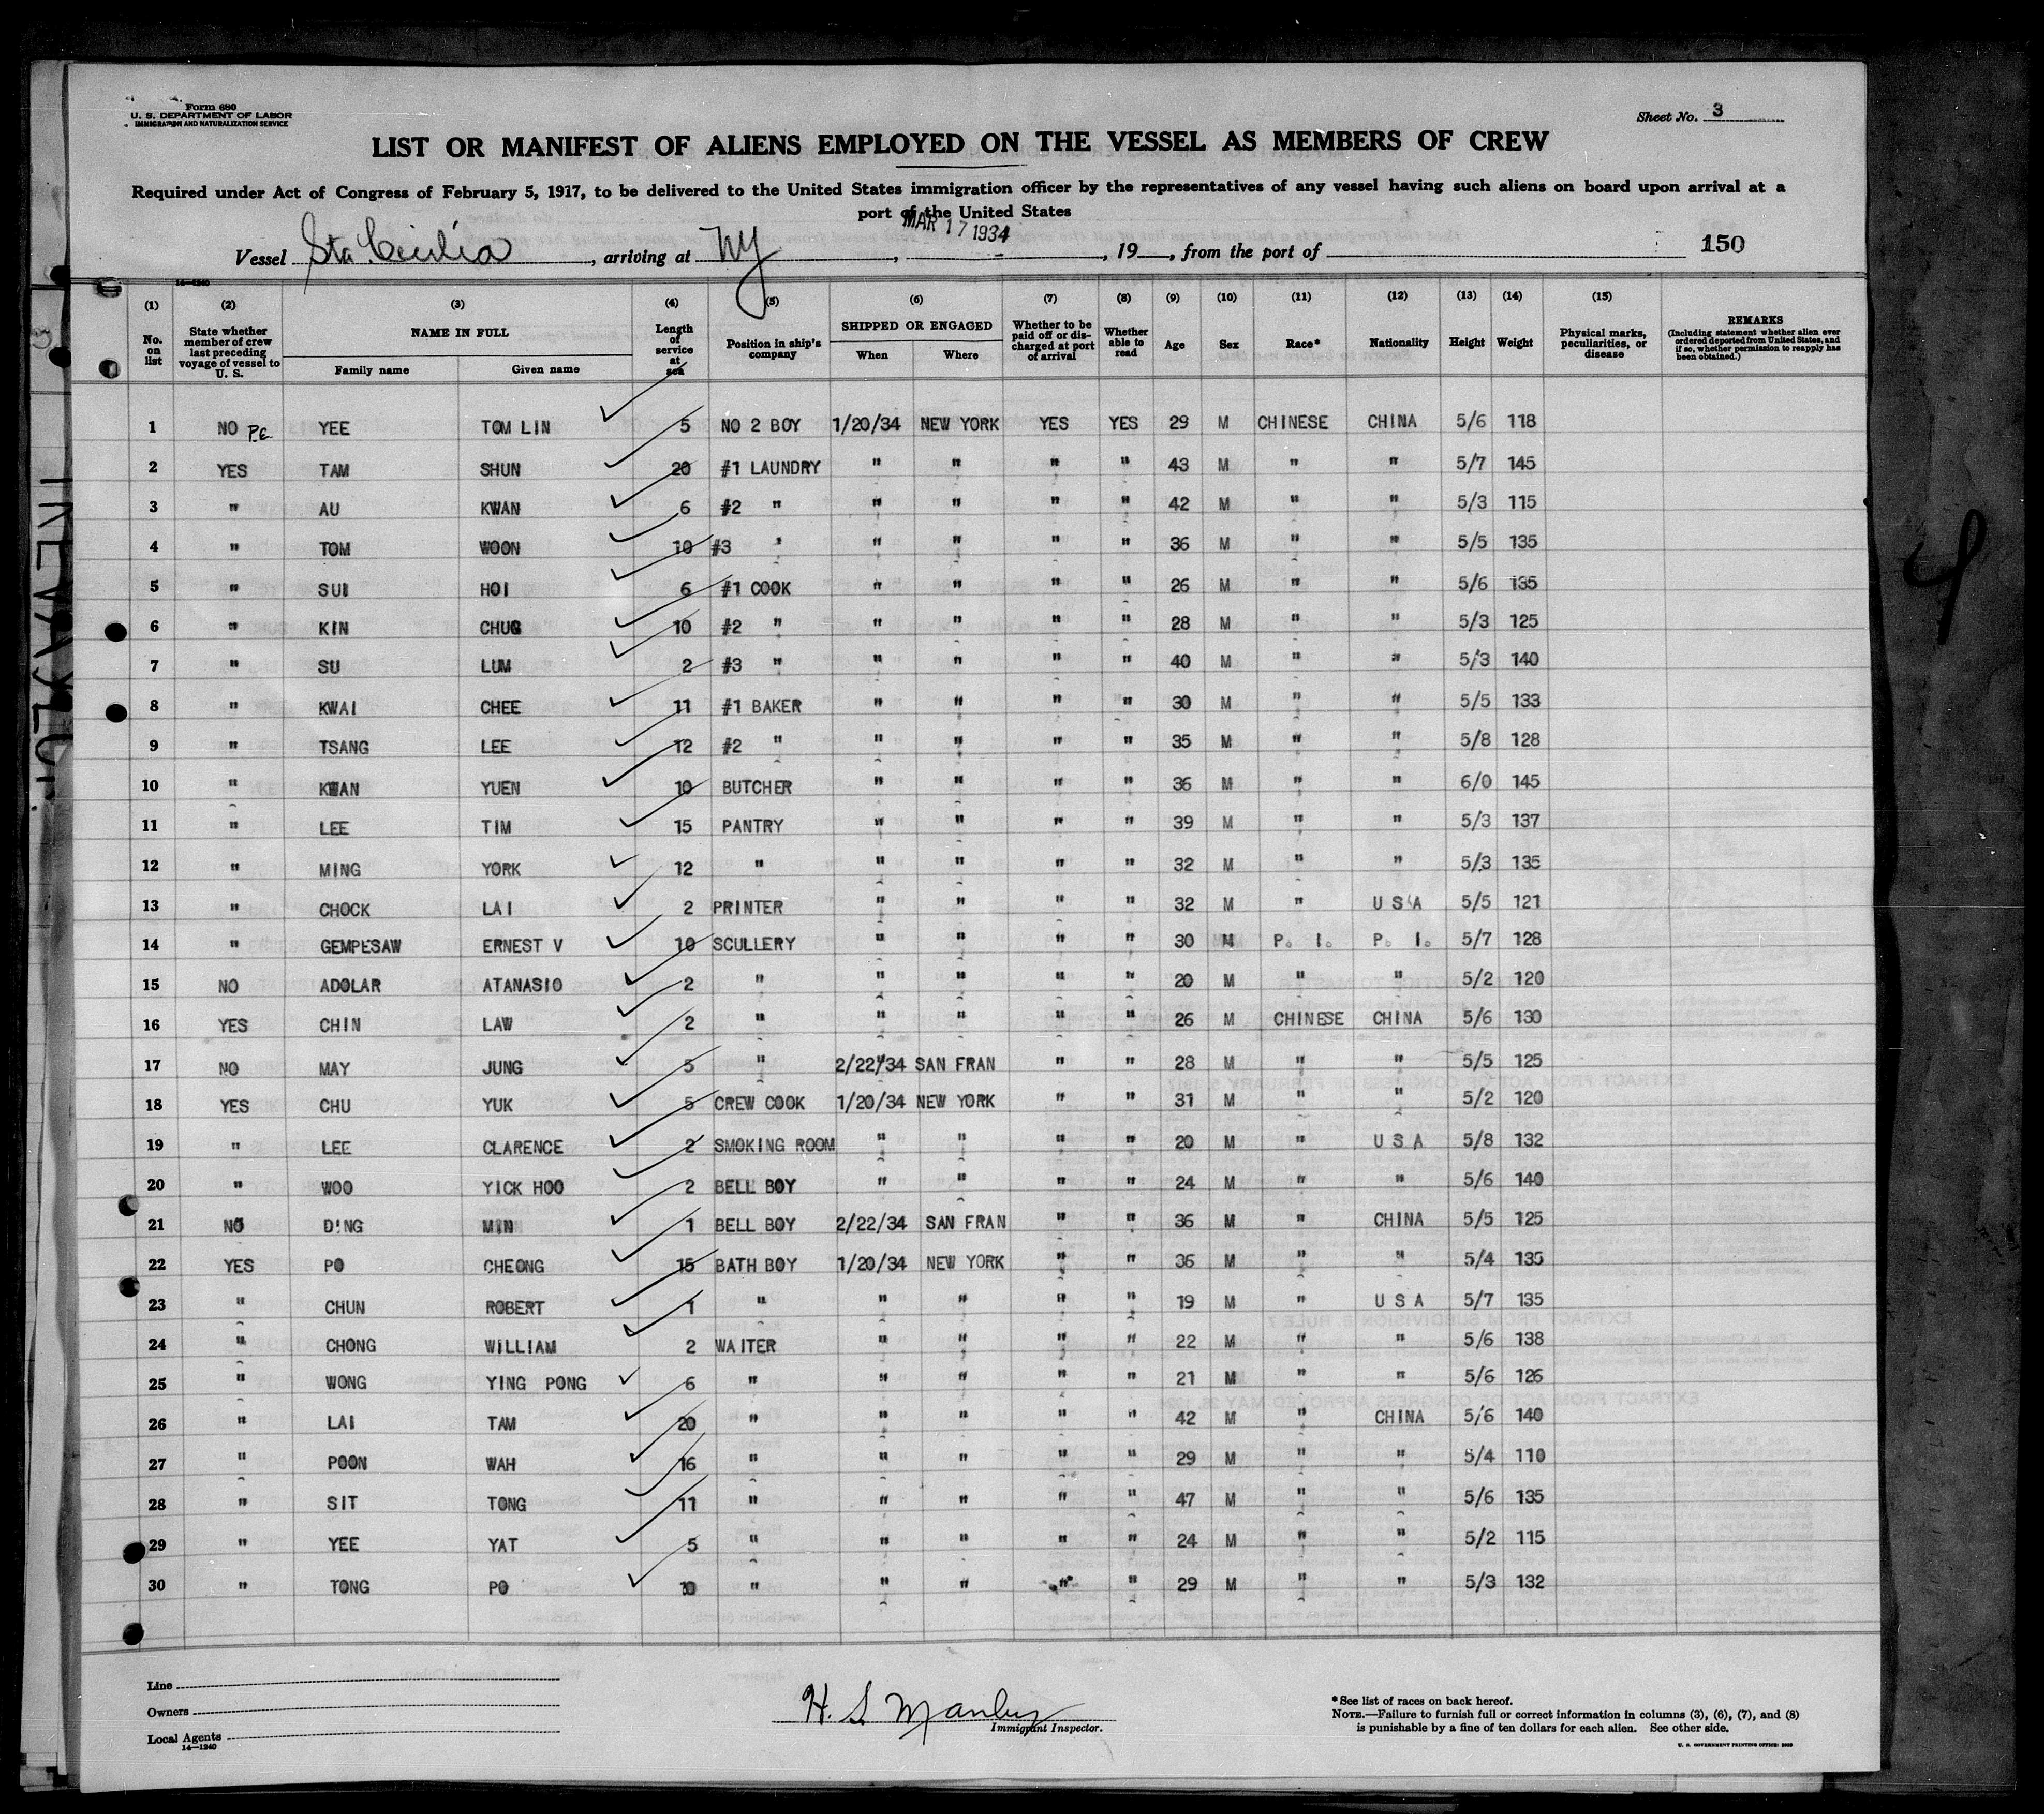 Form 680
U. S. DEPARTMENT OF LABOR
IMMIGRATION AND NATURALIZATION SERVICE
Sheet No. 3
LIST OR MANIFEST OF ALIENS EMPLOYED ON THE VESSEL AS MEMBERS OF CREW
Required under Act of Congress of February 5, 1917, to be delivered to the United States immigration officer by the representatives of any vessel having such aliens on board upon arrival at a
port of the United States
MAR 17 1934
Vessel Sta Cecilia, arriving at NY, , 19 , from the port of 150
14—1240
(1) (2) (3) (4) (5) (6) (7) (8) (9) (10) (11) (12) (13) (14) (15)
No. on list State whether member of crew last preceding voyage of vessel to U. S. NAME IN FULL Family name Given name Length of service at sea Position in ship's company SHIPPED OR ENGAGED When Where Whether to be paid off or discharged at port of arrival Whether able to read Age Sex Race* Nationality Height Weight Physical marks, peculiarities, or disease REMARKS (Including statement whether alien ever ordered deported from United States, and if so, whether permission to reapply has been obtained.)
1 NO P.C. YEE TOM LIN 5 NO 2 BOY 1/20/34 NEW YORK YES YES 29 M CHINESE CHINA 5/6 118
2 YES TAM SHUN 20 #1 LAUNDRY " " " " 43 M " " 5/7 145
3 " AU KWAN 6 #2 " " " " " 42 M " " 5/3 115
4 " TOM WOON 10 #3 " " " " " 36 M " " 5/5 135
5 " SUI HOI 6 #1 COOK " " " " 26 M " " 5/6 135
6 " KIN CHUG 10 #2 " " " " " 28 M " " 5/3 125
7 " SU LUM 2 #3 " " " " " 40 M " " 5/3 140
8 " KWAI CHEE 11 #1 BAKER " " " " 30 M " " 5/5 133
9 " TSANG LEE 12 #2 " " " " " 35 M " " 5/8 128
10 " KWAN YUEN 10 BUTCHER " " " " 36 M " " 6/0 145
11 " LEE TIM 15 PANTRY " " " " 39 M " " 5/3 137
12 " MING YORK 12 " " " " " 32 M " " 5/3 135
13 " CHOCK LAI 2 PRINTER " " " " 32 M " U S A 5/5 121
14 " GEMPESAW ERNEST V 10 SCULLERY " " " " 30 M P. I. P. I. 5/7 128
15 NO ADOLAR ATANASIO 2 " " " " " 20 M " " 5/2 120
16 YES CHIN LAW 2 " " " " " 26 M CHINESE CHINA 5/6 130
17 NO MAY JUNG 5 " 2/22/34 SAN FRAN " " 28 M " " 5/5 125
18 YES CHU YUK 5 CREW COOK 1/20/34 NEW YORK " " 31 M " " 5/2 120
19 " LEE CLARENCE 2 SMOKING ROOM " " " " 20 M " U S A 5/8 132
20 " WOO YICK HOO 2 BELL BOY " " " " 24 M " " 5/6 140
21 NO DING MIN 1 BELL BOY 2/22/34 SAN FRAN " " 36 M " CHINA 5/5 125
22 YES PO CHEONG 15 BATH BOY 1/20/34 NEW YORK " " 36 M " " 5/4 135
23 " CHUN ROBERT 1 " " " " " 19 M " U S A 5/7 135
24 " CHONG WILLIAM 2 WAITER " " " " 22 M " " 5/6 138
25 " WONG YING PONG 6 " " " " " 21 M " " 5/6 126
26 " LAI TAM 20 " " " " " 42 M " CHINA 5/6 140
27 " POON WAH 16 " " " " " 29 M " " 5/4 110
28 " SIT TONG 11 " " " " " 47 M " " 5/6 135
29 " YEE YAT 5 " " " " " 24 M " " 5/2 115
30 " TONG PO 10 " " " " " 29 M " " 5/3 132
Line
Owners
Local Agents
14—1240
H. S. Manley
Immigrant Inspector.
*See list of races on back hereof.
NOTE.—Failure to furnish full or correct information in columns (3), (6), (7), and (8)
is punishable by a fine of ten dollars for each alien. See other side.